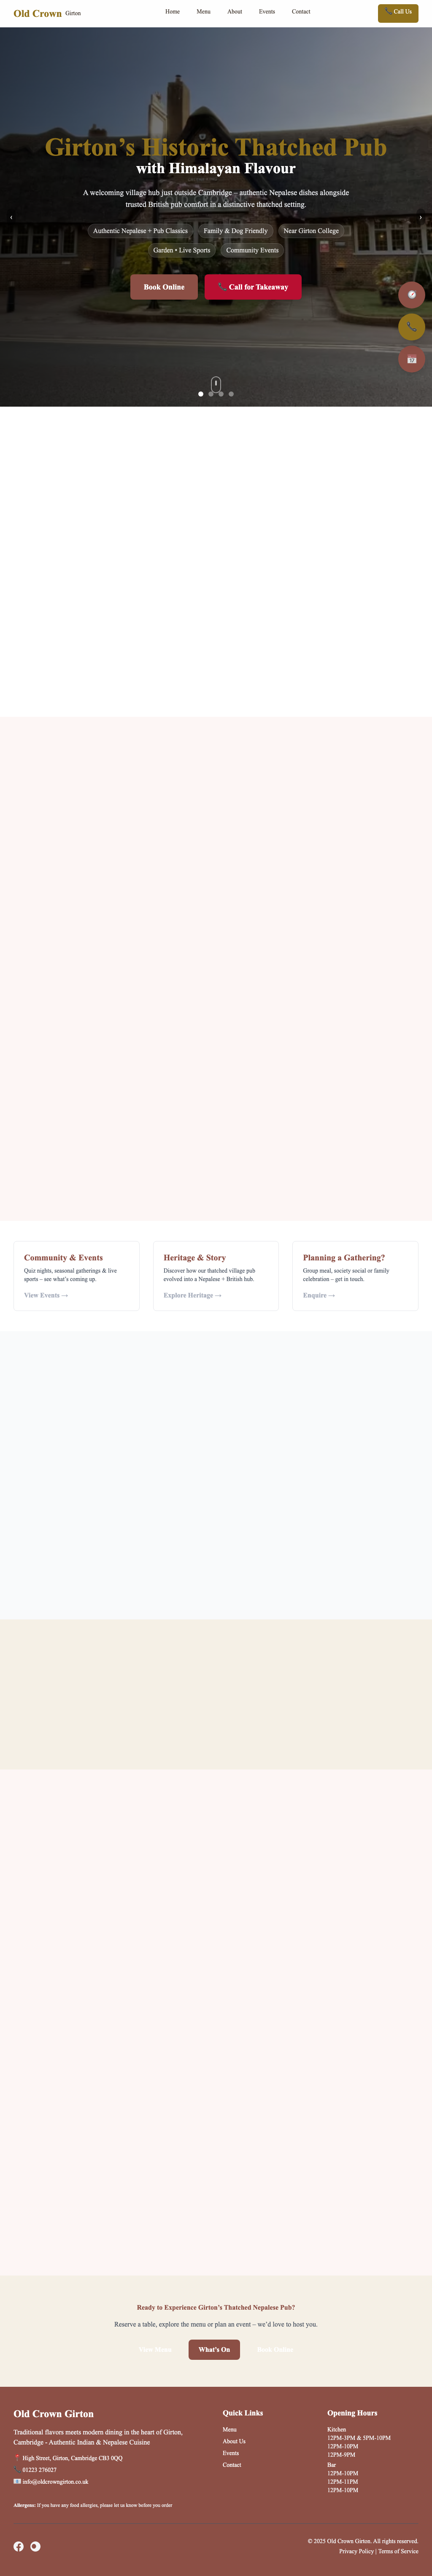 Old Crown Girton
Home Menu About Events Contact
📞 Call Us
Girton's Historic Thatched Pub
with Himalayan Flavour
A welcoming village hub just outside Cambridge – authentic Nepalese dishes alongside
trusted British pub comfort in a distinctive thatched setting.
Authentic Nepalese + Pub Classics
Family & Dog Friendly
Near Girton College
Garden • Live Sports
Community Events
Book Online
📞 Call for Takeaway
Community & Events
Quiz nights, seasonal gatherings & live
sports – see what's coming up.
View Events →
Heritage & Story
Discover how our thatched village pub
evolved into a Nepalese + British hub.
Explore Heritage →
Planning a Gathering?
Group meal, society social or family
celebration – get in touch.
Enquire →
Ready to Experience Girton's Thatched Nepalese Pub?
Reserve a table, explore the menu or plan an event – we'd love to host you.
What's On
Old Crown Girton
Traditional flavors meets modern dining in the heart of Girton,
Cambridge - Authentic Indian & Nepalese Cuisine
📍 High Street, Girton, Cambridge CB3 0QQ
📞 01223 276027
📧 info@oldcrowngirton.co.uk
Allergens: If you have any food allergies, please let us know before you order
Quick Links
Menu
About Us
Events
Contact
Opening Hours
Kitchen
12PM-3PM & 5PM-10PM
12PM-10PM
12PM-9PM
Bar
12PM-10PM
12PM-11PM
12PM-10PM
© 2025 Old Crown Girton. All rights reserved.
Privacy Policy | Terms of Service